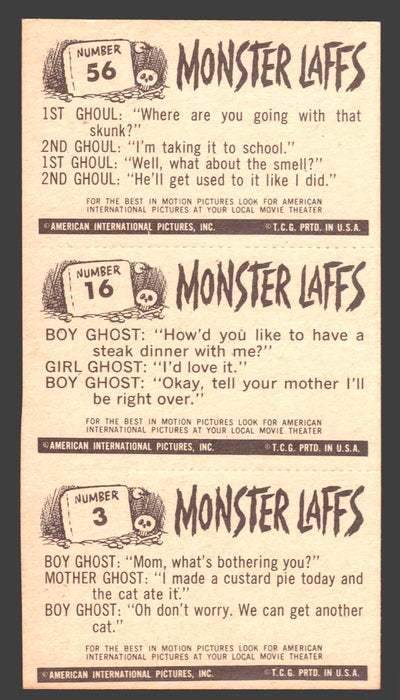 NUMBER
56
MONSTER LAFFS
1ST GHOUL: "Where are you going with that
skunk?"
2ND GHOUL: "I'm taking it to school."
1ST GHOUL: "Well, what about the smell?"
2ND GHOUL: "He'll get used to it like I did."
FOR THE BEST IN MOTION PICTURES LOOK FOR AMERICAN
INTERNATIONAL PICTURES AT YOUR LOCAL MOVIE THEATER
©AMERICAN INTERNATIONAL PICTURES, INC. ©T.C.G. PRTD. IN U.S.A.
NUMBER
16
MONSTER LAFFS
BOY GHOST: "How'd you like to have a
steak dinner with me?"
GIRL GHOST: "I'd love it."
BOY GHOST: "Okay, tell your mother I'll
be right over."
FOR THE BEST IN MOTION PICTURES LOOK FOR AMERICAN
INTERNATIONAL PICTURES AT YOUR LOCAL MOVIE THEATER
©AMERICAN INTERNATIONAL PICTURES, INC. ©T.C.G. PRTD. IN U.S.A.
NUMBER
3
MONSTER LAFFS
BOY GHOST: "Mom, what's bothering you?"
MOTHER GHOST: "I made a custard pie today and
the cat ate it."
BOY GHOST: "Oh don't worry. We can get another
cat."
FOR THE BEST IN MOTION PICTURES LOOK FOR AMERICAN
INTERNATIONAL PICTURES AT YOUR LOCAL MOVIE THEATER
©AMERICAN INTERNATIONAL PICTURES, INC. ©T.C.G. PRTD. IN U.S.A.